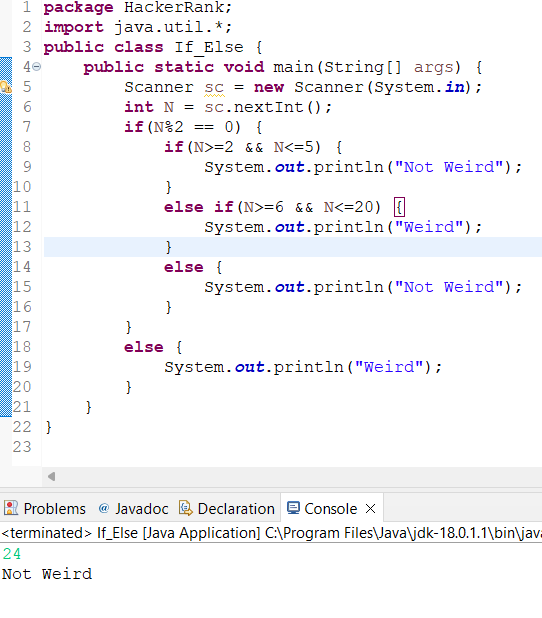 1 package HackerRank;
2 import java.util.*;
3 public class If_Else {
4     public static void main(String[] args) {
5         Scanner sc = new Scanner(System.in);
6         int N = sc.nextInt();
7         if(N%2 == 0) {
8             if(N>=2 && N<=5) {
9                 System.out.println("Not Weird");
10             }
11             else if(N>=6 && N<=20) {
12                 System.out.println("Weird");
13             }
14             else {
15                 System.out.println("Not Weird");
16             }
17         }
18         else {
19             System.out.println("Weird");
20         }
21     }
22 }
23
Problems @ Javadoc Declaration Console
<terminated> If_Else [Java Application] C:\Program Files\Java\jdk-18.0.1.1\bin\jav
24
Not Weird